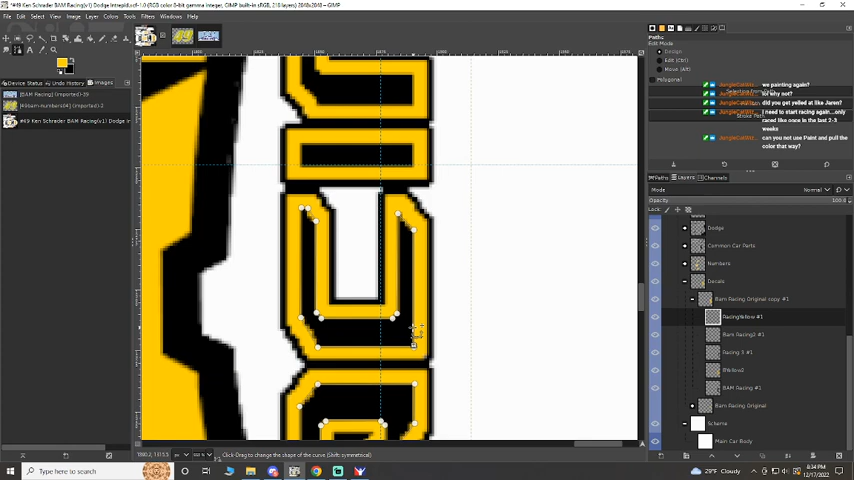 *#49 Ken Schrader BAM Racing(v1) Dodge Intrepid.xcf-1.0 (RGB color 8-bit gamma integer, GIMP built-in sRGB, 210 layers) 2048x2048 – GIMP
File Edit Select View Image Layer Colors Tools Filters Windows Help
Paths
Edit Mode
Design
Edit (Ctrl)
Move (Alt)
Polygonal
we painting again?
lol why not?
did you get yelled at like Jaren?
I need to start racing again....only raced like once in the last 2-3 weeks
can you not use Paint and pull the color that way?
Stroke Path
Device Status Undo History Images
[BAM Racing] (imported)-29
#49 Ken Schrader BAM Racing(v1) Dodge In
Paths Layers Channels
Mode Normal
Opacity 100.0
Lock:
Dodge
Common Car Parts
Numbers
Decals
Bam Racing Original copy #1
RacingYellow #1
Bam Racing2 #1
Racing 3 #1
BYellow2
BAM Racing #1
Bam Racing Original
Scheme
Main Car Body
px
Click-Drag to change the shape of the curve (Shift: symmetrical)
Type here to search
29°F Cloudy
8:34 PM
12/17/2022